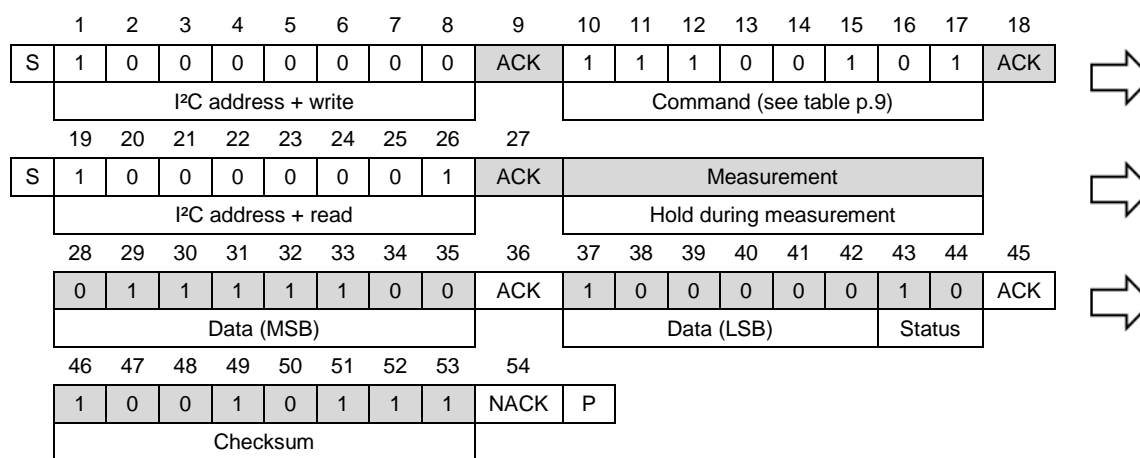 1 2 3 4 5 6 7 8 9 10 11 12 13 14 15 16 17 18
S 1 0 0 0 0 0 0 0 ACK 1 1 1 0 0 1 0 1 ACK
I²C address + write Command (see table p.9)
19 20 21 22 23 24 25 26 27
S 1 0 0 0 0 0 0 1 ACK Measurement
I²C address + read Hold during measurement
28 29 30 31 32 33 34 35 36 37 38 39 40 41 42 43 44 45
0 1 1 1 1 1 0 0 ACK 1 0 0 0 0 0 1 0 ACK
Data (MSB) Data (LSB) Status
46 47 48 49 50 51 52 53 54
1 0 0 1 0 1 1 1 NACK P
Checksum